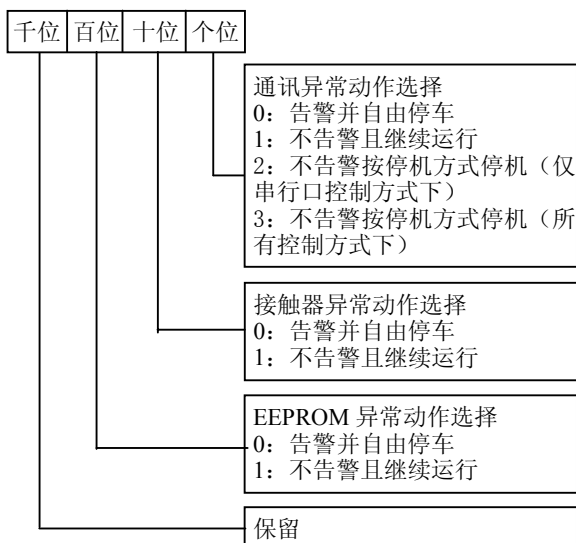 千位 百位 十位 个位
通讯异常动作选择
0：告警并自由停车
1：不告警且继续运行
2：不告警按停机方式停机（仅
串行口控制方式下）
3：不告警按停机方式停机（所
有控制方式下）
接触器异常动作选择
0：告警并自由停车
1：不告警且继续运行
EEPROM 异常动作选择
0：告警并自由停车
1：不告警且继续运行
保留